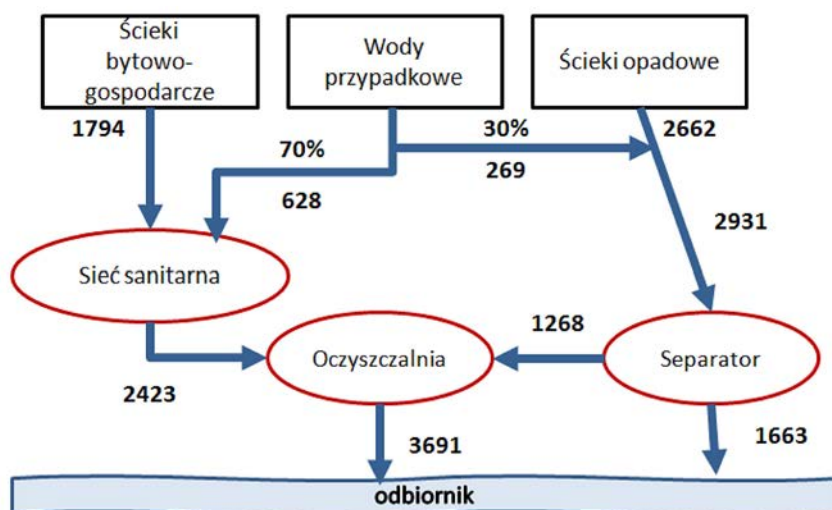 Ścieki
bytowo-
gospodarcze
Wody
przypadkowe
Ścieki opadowe
1794
70%
628
30%
269
2662
2931
Sieć sanitarna
2423
Oczyszczalnia
1268
Separator
3691
1663
odbiornik